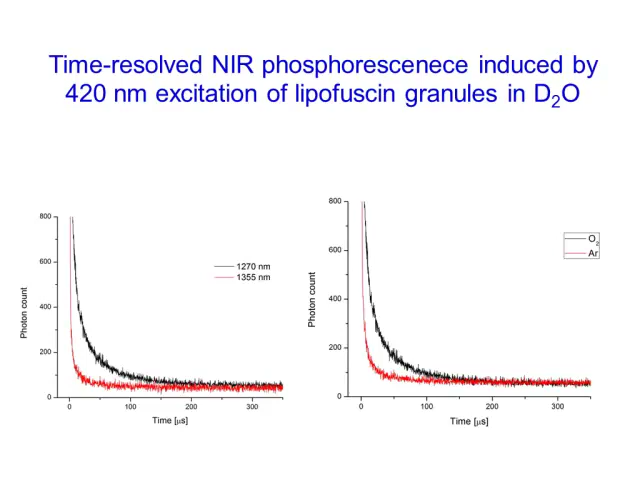 Time-resolved NIR phosphorescenece induced by
420 nm excitation of lipofuscin granules in D₂O
800
600
400
200
0
Photon count
1270 nm
1355 nm
0 100 200 300
Time [μs]
800
600
400
200
0
Photon count
O₂
Ar
0 100 200 300
Time [μs]